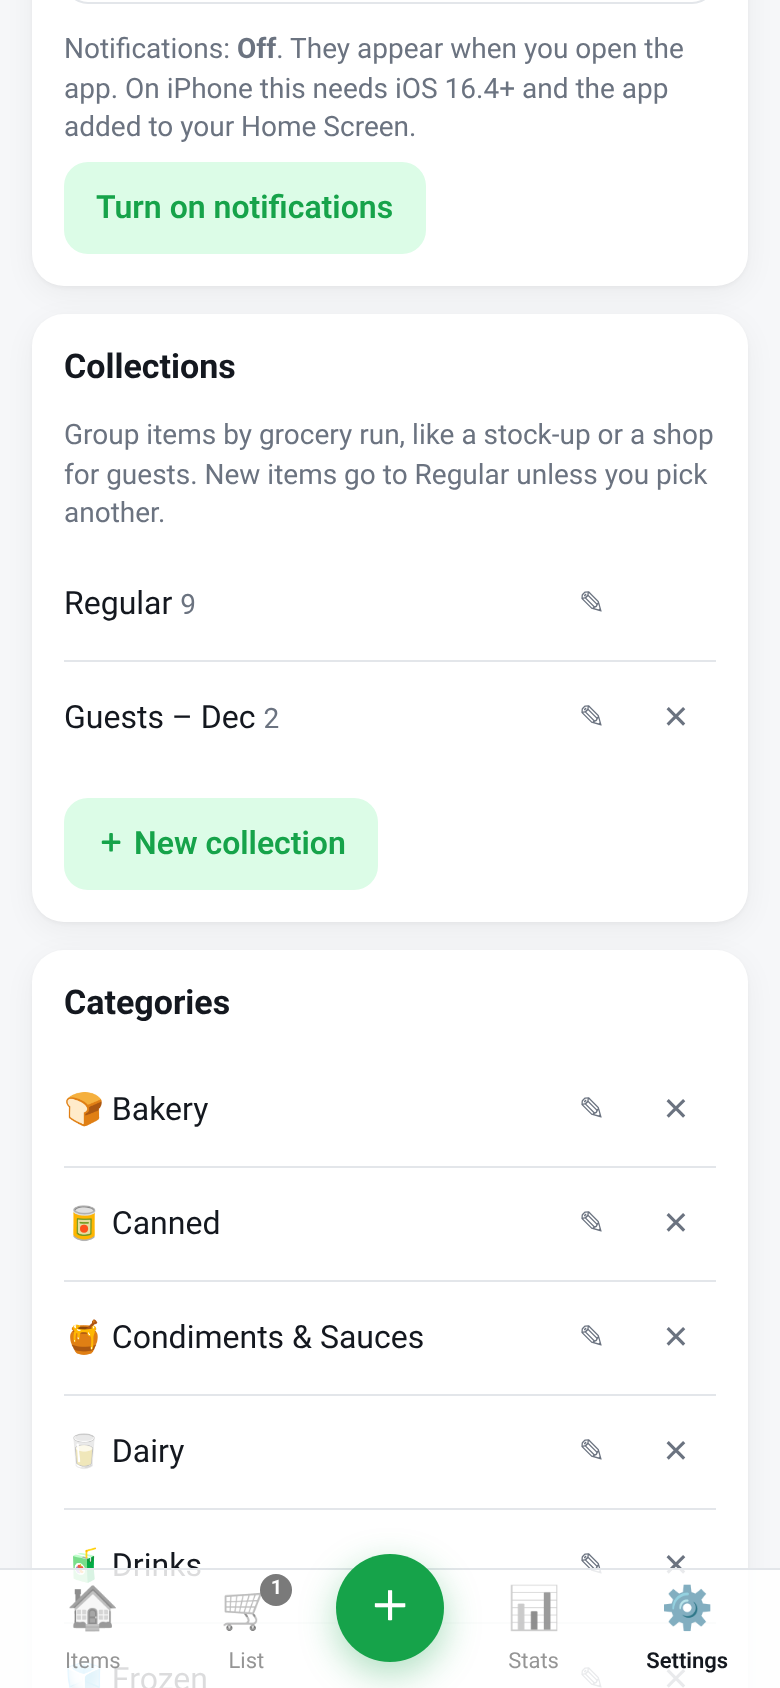 Notifications: Off. They appear when you open the
app. On iPhone this needs iOS 16.4+ and the app
added to your Home Screen.
Turn on notifications
Collections
Group items by grocery run, like a stock-up or a shop
for guests. New items go to Regular unless you pick
another.
Regular 9
Guests – Dec 2
+ New collection
Categories
Bakery
Canned
Condiments & Sauces
Dairy
Drinks
Frozen
1
Items
List
Stats
Settings